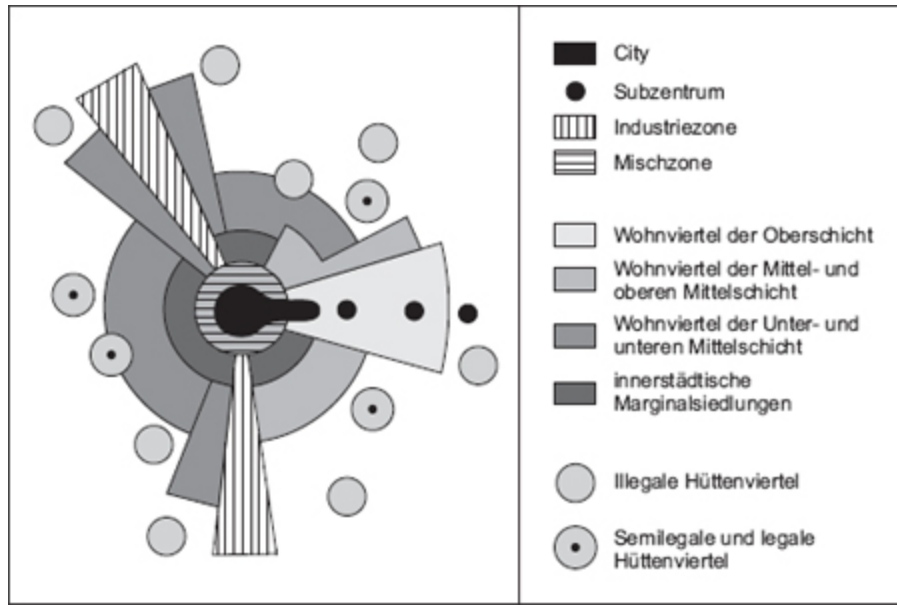 City
Subzentrum
Industriezone
Mischzone
Wohnviertel der Oberschicht
Wohnviertel der Mittel- und
oberen Mittelschicht
Wohnviertel der Unter- und
unteren Mittelschicht
innerstädtische
Marginalsiedlungen
Illegale Hüttenviertel
Semilegale und legale
Hüttenviertel